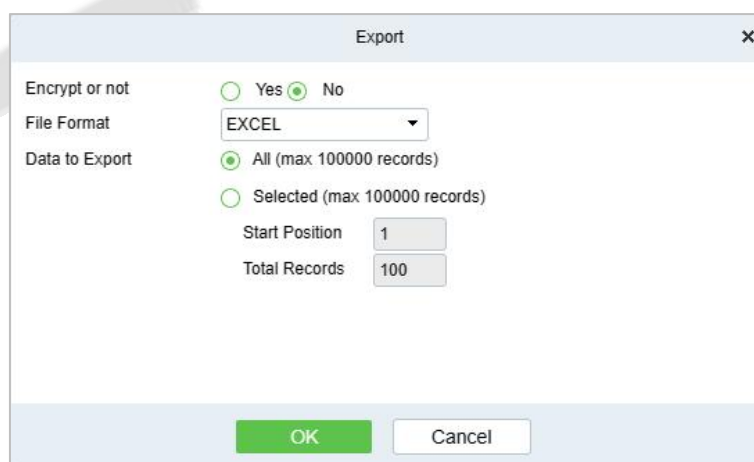 Export ×
Encrypt or not Yes No
File Format EXCEL
Data to Export All (max 100000 records)
Selected (max 100000 records)
Start Position 1
Total Records 100
OK Cancel